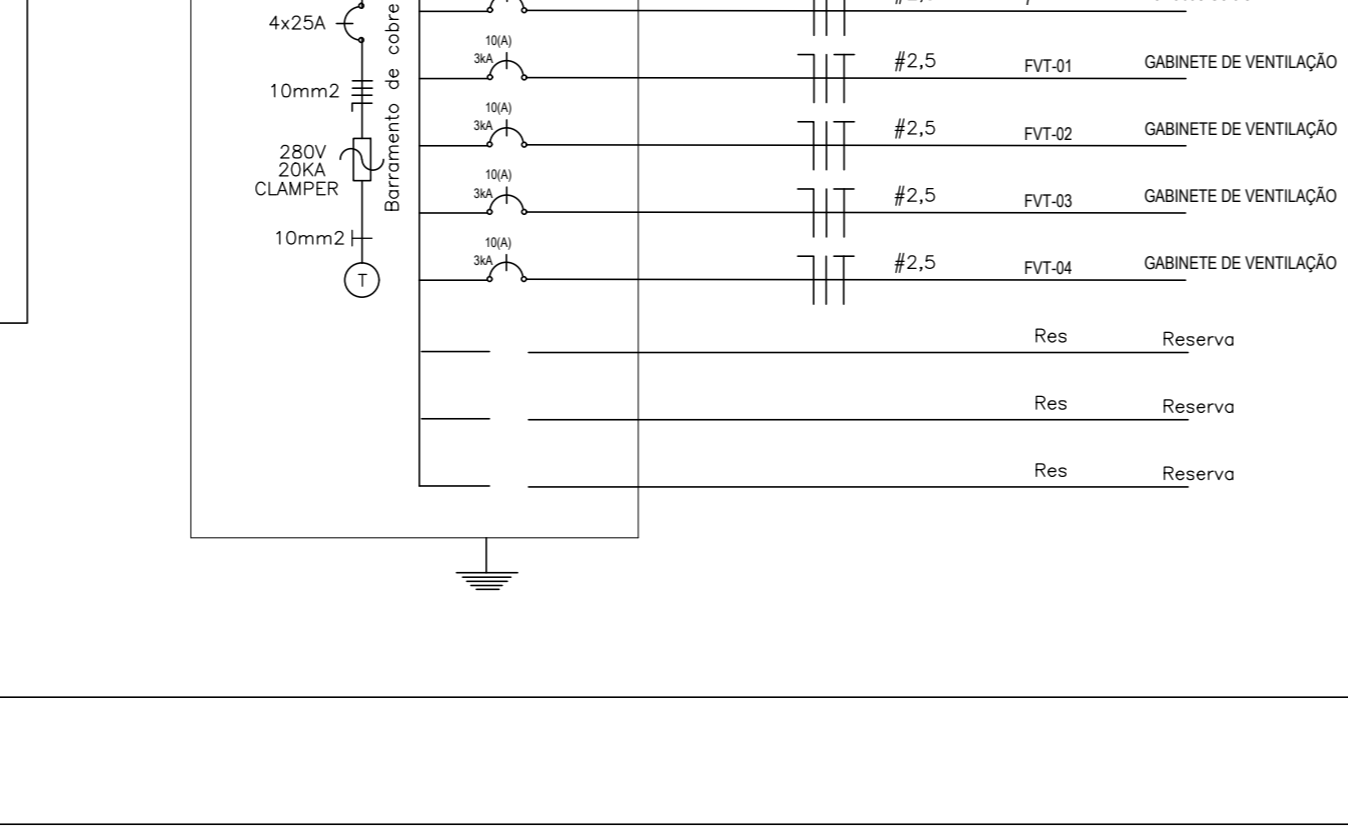 4x25A
10mm2
280V
20KA
CLAMPER
10mm2
T
Barramento de cobre
10(A)
3kA
#2,5
FVT-01
GABINETE DE VENTILAÇÃO
10(A)
3kA
#2,5
FVT-02
GABINETE DE VENTILAÇÃO
10(A)
3kA
#2,5
FVT-03
GABINETE DE VENTILAÇÃO
10(A)
3kA
#2,5
FVT-04
GABINETE DE VENTILAÇÃO
Res
Reserva
Res
Reserva
Res
Reserva